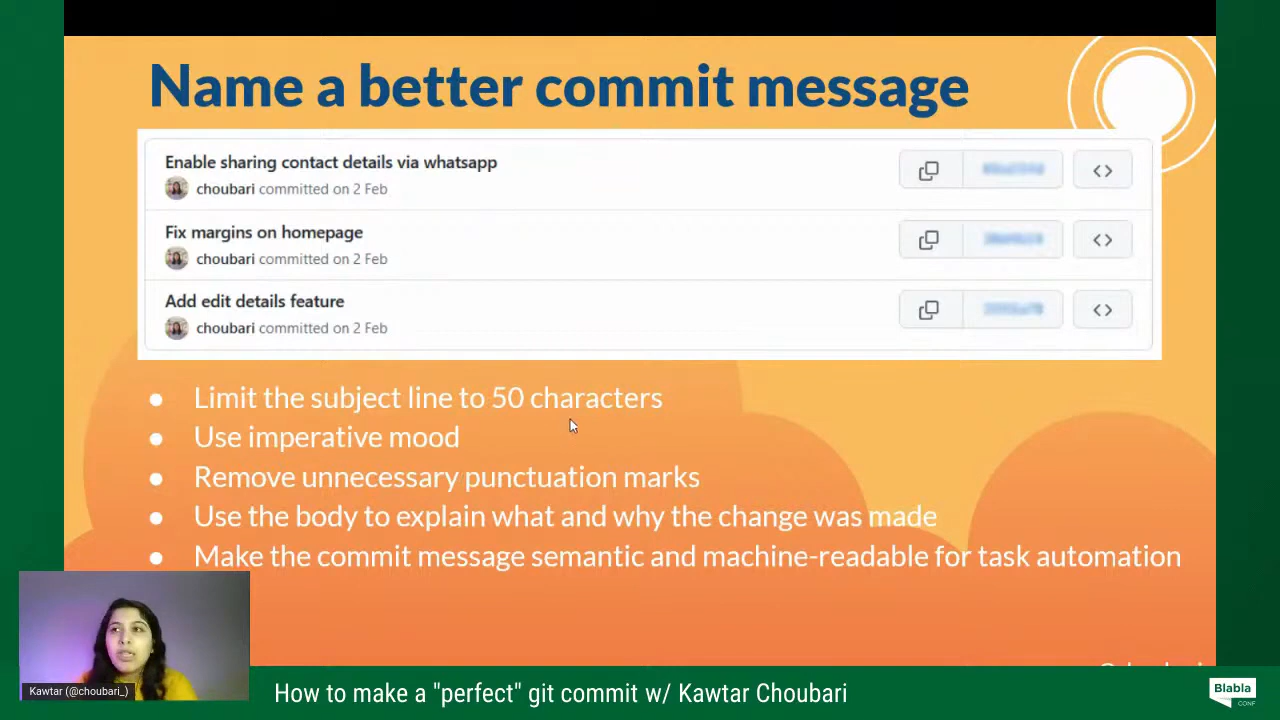 Name a better commit message
Enable sharing contact details via whatsapp
choubari committed on 2 Feb
Fix margins on homepage
choubari committed on 2 Feb
Add edit details feature
choubari committed on 2 Feb
● Limit the subject line to 50 characters
● Use imperative mood
● Remove unnecessary punctuation marks
● Use the body to explain what and why the change was made
● Make the commit message semantic and machine-readable for task automation
Kawtar (@choubari_)
How to make a "perfect" git commit w/ Kawtar Choubari
Blabla
CONF